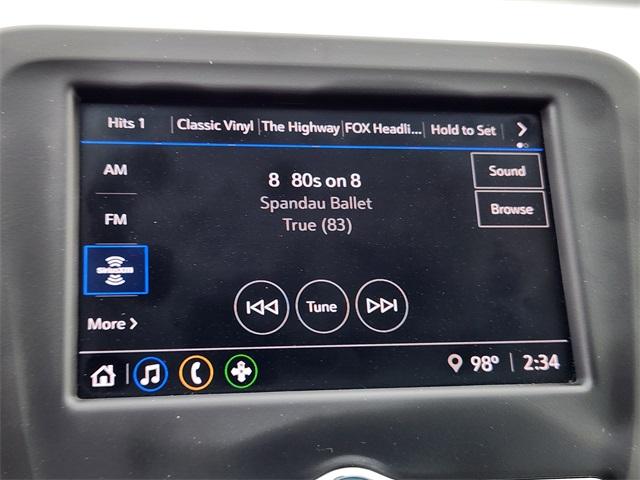 Hits 1 Classic Vinyl The Highway FOX Headli... Hold to Set >
AM
8 80s on 8
Sound
Spandau Ballet
Browse
FM
True (83)
SiriusXM
Tune
More >
98° 2:34